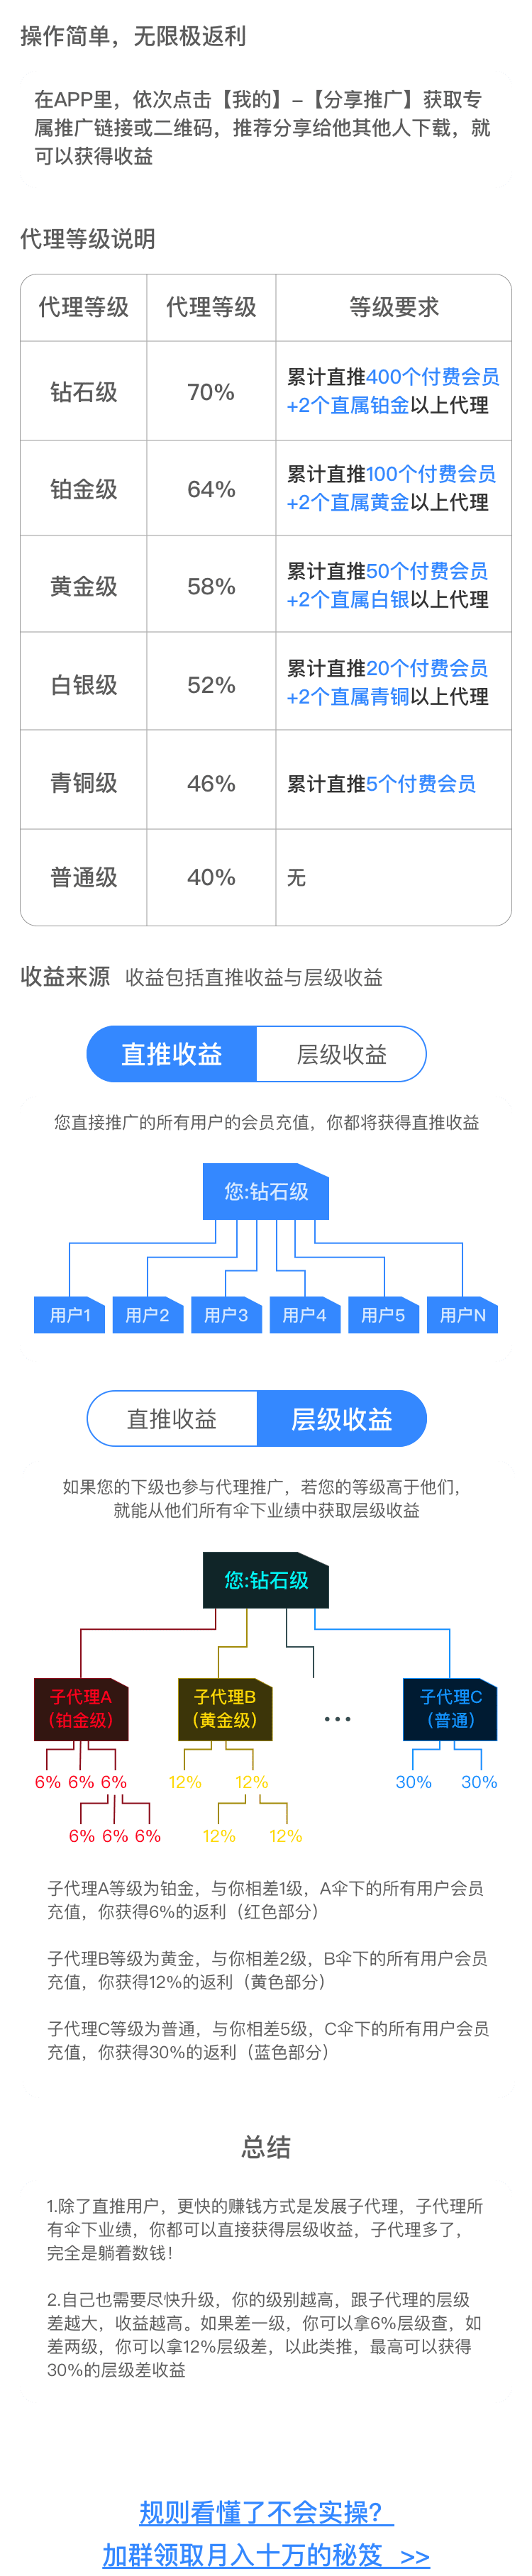 操作简单，无限极返利
在APP里，依次点击【我的】-【分享推广】获取专
属推广链接或二维码，推荐分享给他其他人下载，就
可以获得收益
代理等级说明
代理等级 代理等级 等级要求
钻石级 70% 累计直推400个付费会员
+2个直属铂金以上代理
铂金级 64% 累计直推100个付费会员
+2个直属黄金以上代理
黄金级 58% 累计直推50个付费会员
+2个直属白银以上代理
白银级 52% 累计直推20个付费会员
+2个直属青铜以上代理
青铜级 46% 累计直推5个付费会员
普通级 40% 无
收益来源 收益包括直推收益与层级收益
直推收益 层级收益
您直接推广的所有用户的会员充值，你都将获得直推收益
您:钻石级
用户1 用户2 用户3 用户4 用户5 用户N
直推收益 层级收益
如果您的下级也参与代理推广，若您的等级高于他们，
就能从他们所有伞下业绩中获取层级收益
您:钻石级
子代理A 子代理B 子代理C
（铂金级） （黄金级） ... （普通）
6% 6% 6% 12% 12% 30% 30%
6% 6% 6% 12% 12%
子代理A等级为铂金，与你相差1级，A伞下的所有用户会员
充值，你获得6%的返利（红色部分）
子代理B等级为黄金，与你相差2级，B伞下的所有用户会员
充值，你获得12%的返利（黄色部分）
子代理C等级为普通，与你相差5级，C伞下的所有用户会员
充值，你获得30%的返利（蓝色部分）
总结
1.除了直推用户，更快的赚钱方式是发展子代理，子代理所
有伞下业绩，你都可以直接获得层级收益，子代理多了，
完全是躺着数钱！
2.自己也需要尽快升级，你的级别越高，跟子代理的层级
差越大，收益越高。如果差一级，你可以拿6%层级查，如
差两级，你可以拿12%层级差，以此类推，最高可以获得
30%的层级差收益
规则看懂了不会实操？
加群领取月入十万的秘笈 >>